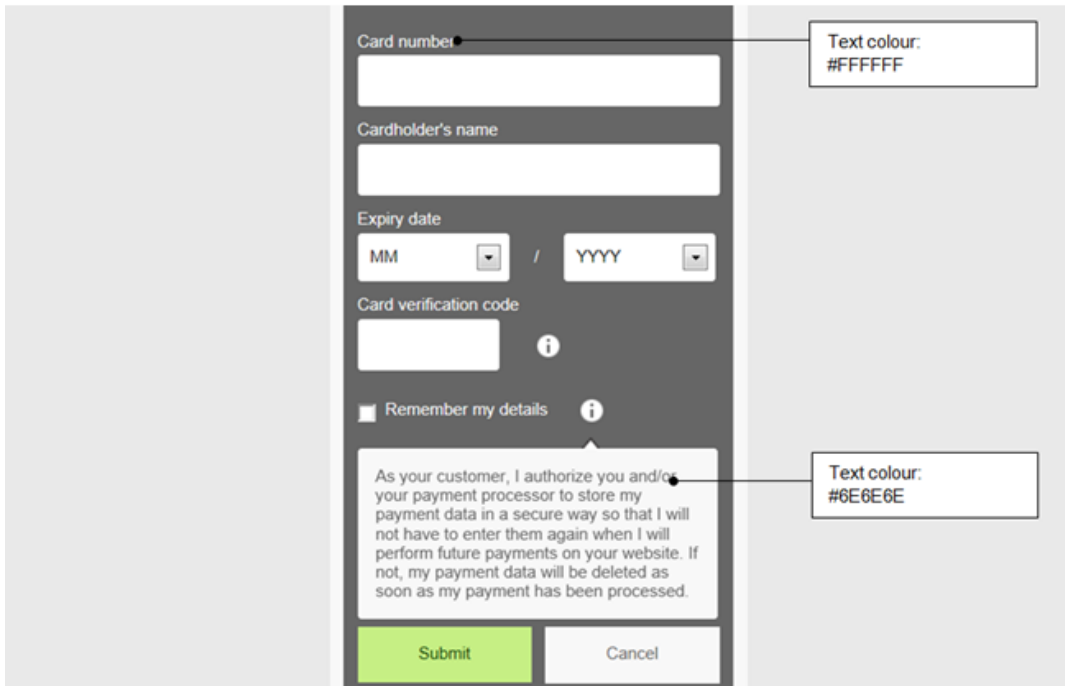 Card number
Text colour:
#FFFFFF
Cardholder's name
Expiry date
MM / YYYY
Card verification code
Remember my details
As your customer, I authorize you and/or
your payment processor to store my
payment data in a secure way so that I will
not have to enter them again when I will
perform future payments on your website. If
not, my payment data will be deleted as
soon as my payment has been processed.
Text colour:
#6E6E6E
Submit Cancel